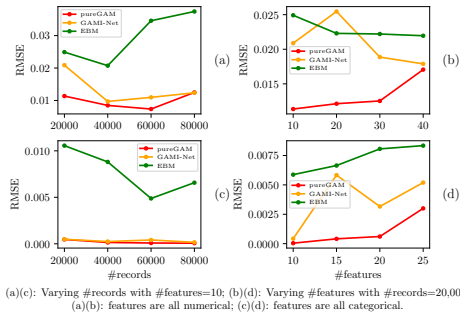 pureGAM
GAMI-Net
EBM
RMSE
0.03
0.02
0.01
20000 40000 60000 80000
(a)
pureGAM
GAMI-Net
EBM
RMSE
0.025
0.020
0.015
10 20 30 40
(b)
pureGAM
GAMI-Net
EBM
RMSE
0.010
0.005
0.000
20000 40000 60000 80000
#records
(c)
pureGAM
GAMI-Net
EBM
RMSE
0.0075
0.0050
0.0025
0.0000
10 15 20 25
#features
(d)
(a)(c): Varying #records with #features=10; (b)(d): Varying #features with #records=20,00
(a)(b): features are all numerical; (c)(d): features are all categorical.